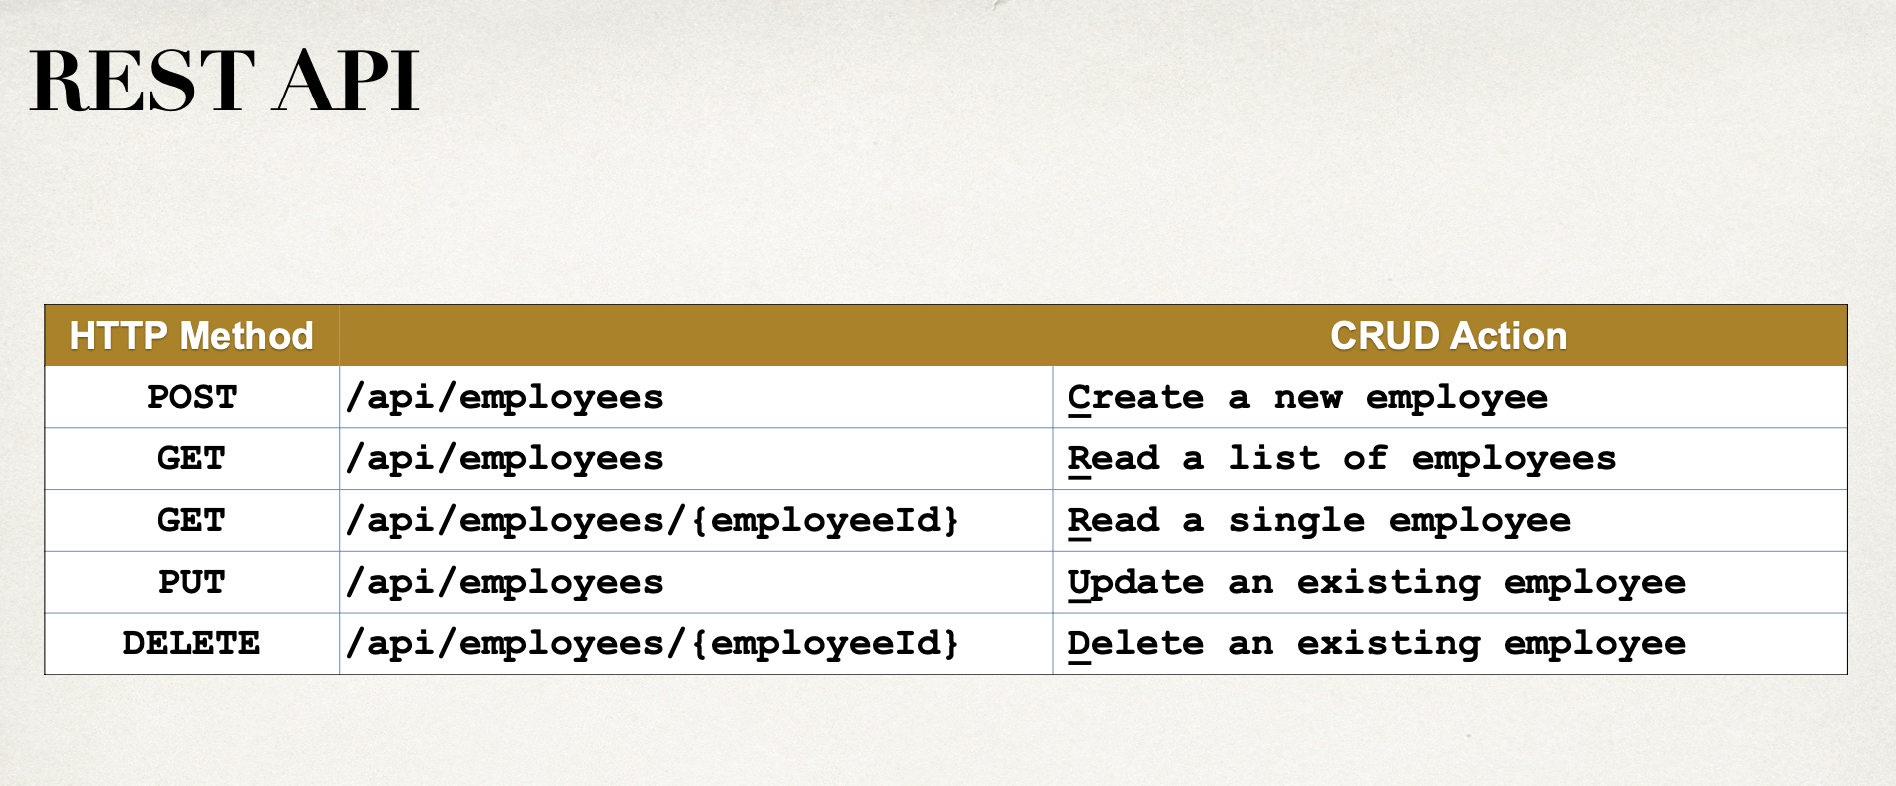 REST API
HTTP Method CRUD Action
POST /api/employees Create a new employee
GET /api/employees Read a list of employees
GET /api/employees/{employeeId} Read a single employee
PUT /api/employees Update an existing employee
DELETE /api/employees/{employeeId} Delete an existing employee